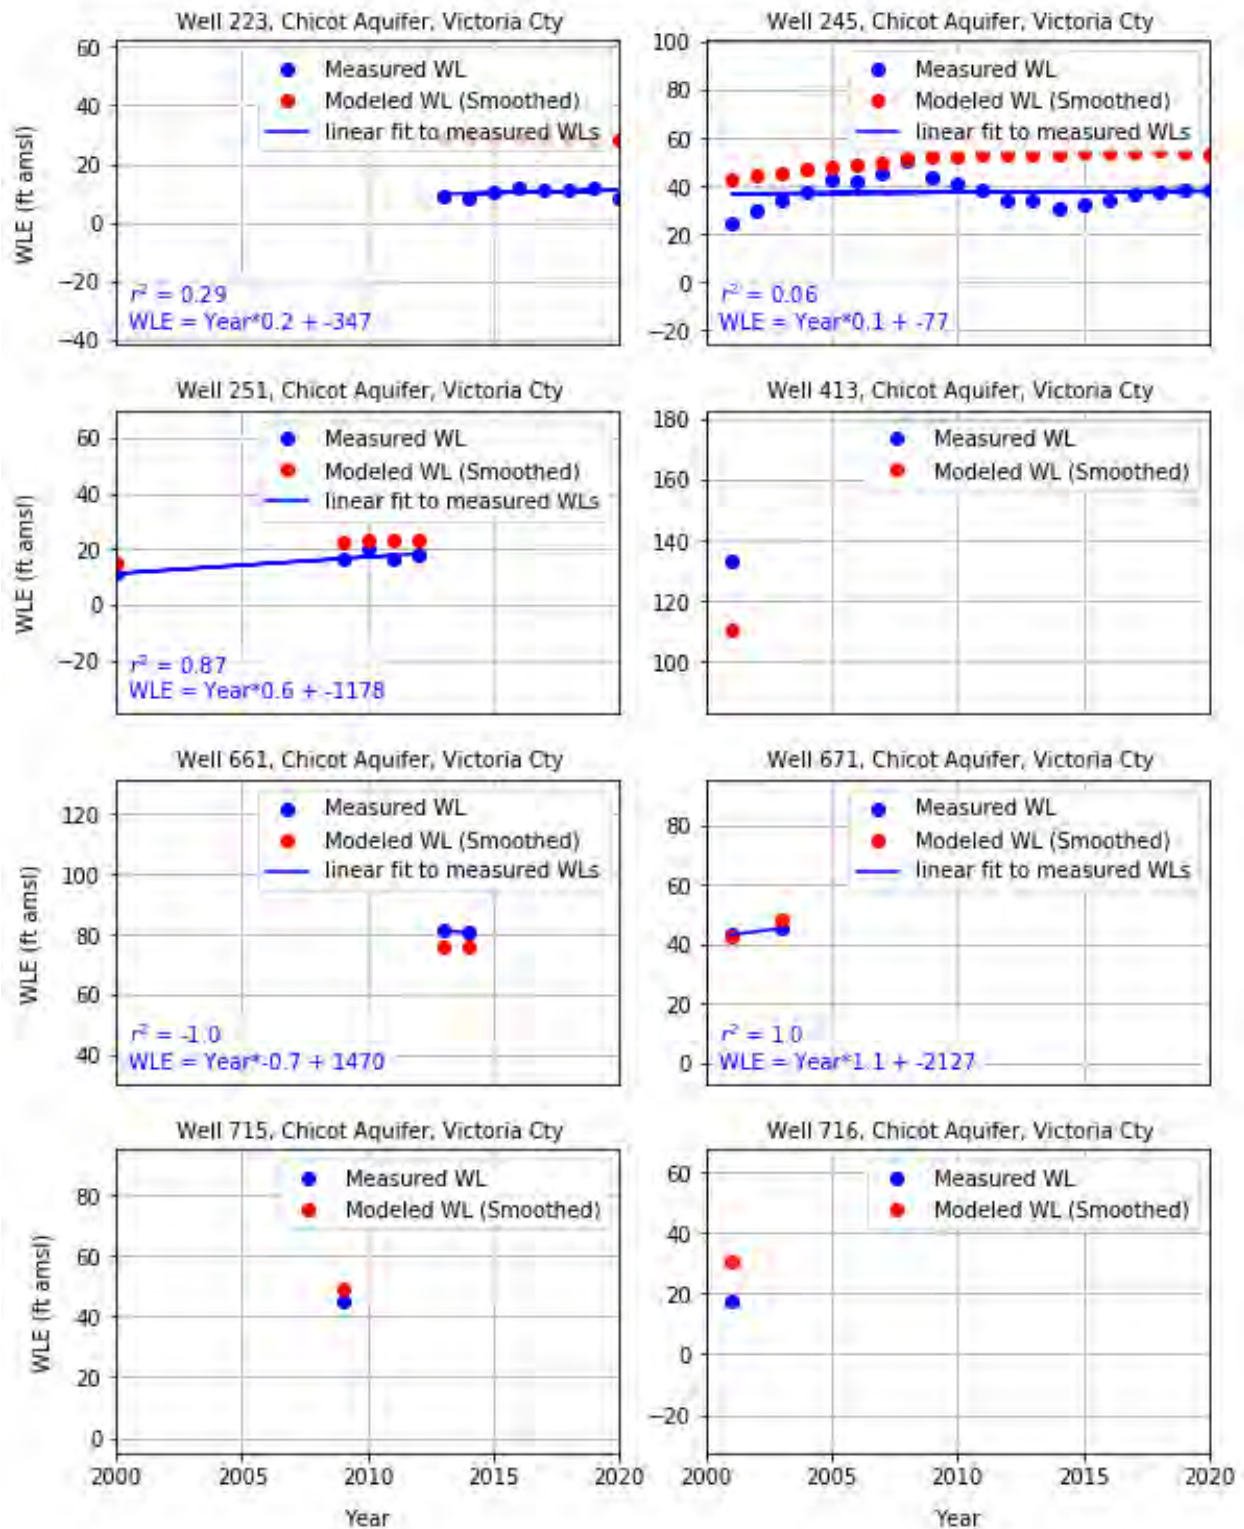 Well 223, Chicot Aquifer, Victoria Cty
WLE (ft amsl)
60
40
20
0
−20
−40
Measured WL
Modeled WL (Smoothed)
linear fit to measured WLs
r² = 0.29
WLE = Year*0.2 + -347
Well 245, Chicot Aquifer, Victoria Cty
100
80
60
40
20
0
−20
Measured WL
Modeled WL (Smoothed)
linear fit to measured WLs
r² = 0.06
WLE = Year*0.1 + -77
Well 251, Chicot Aquifer, Victoria Cty
WLE (ft amsl)
60
40
20
0
−20
Measured WL
Modeled WL (Smoothed)
linear fit to measured WLs
r² = 0.87
WLE = Year*0.6 + -1178
Well 413, Chicot Aquifer, Victoria Cty
180
160
140
120
100
Measured WL
Modeled WL (Smoothed)
Well 661, Chicot Aquifer, Victoria Cty
WLE (ft amsl)
120
100
80
60
40
Measured WL
Modeled WL (Smoothed)
linear fit to measured WLs
r² = -1.0
WLE = Year*-0.7 + 1470
Well 671, Chicot Aquifer, Victoria Cty
80
60
40
20
0
Measured WL
Modeled WL (Smoothed)
linear fit to measured WLs
r² = 1.0
WLE = Year*1.1 + -2127
Well 715, Chicot Aquifer, Victoria Cty
WLE (ft amsl)
80
60
40
20
0
Measured WL
Modeled WL (Smoothed)
2000 2005 2010 2015 2020
Year
Well 716, Chicot Aquifer, Victoria Cty
60
40
20
0
−20
Measured WL
Modeled WL (Smoothed)
2000 2005 2010 2015 2020
Year